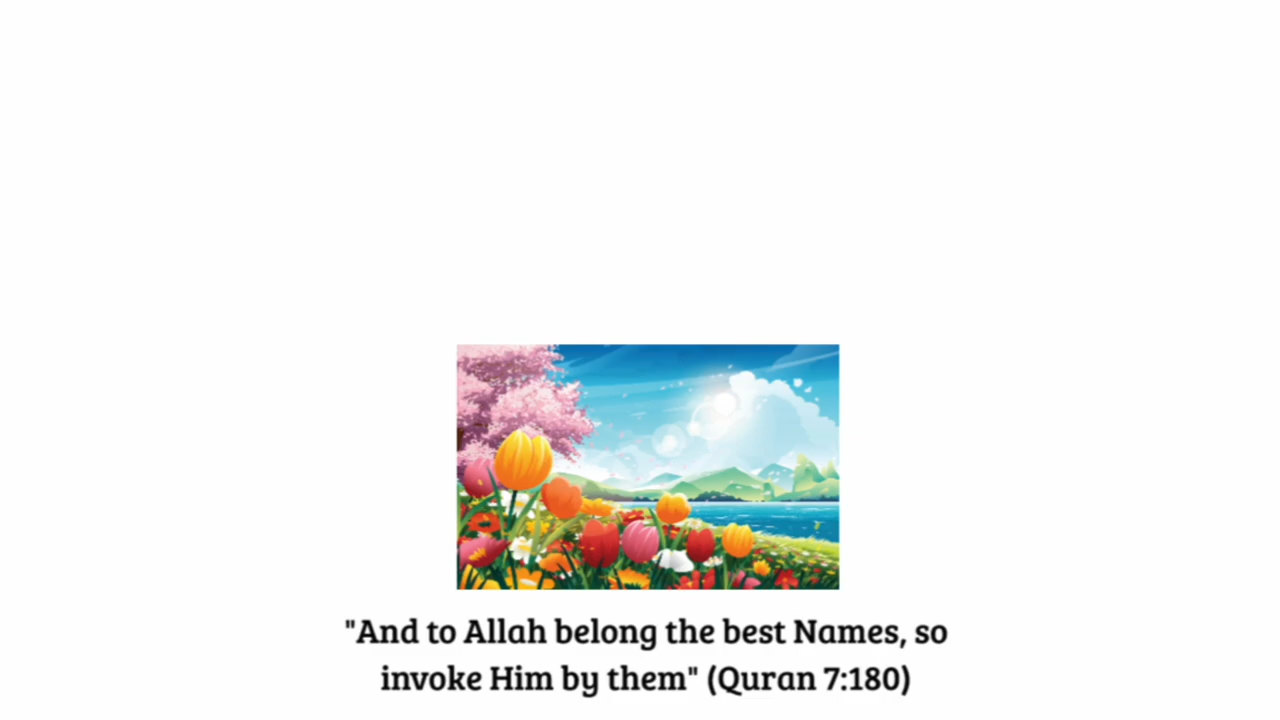 "And to Allah belong the best Names, so
invoke Him by them" (Quran 7:180)